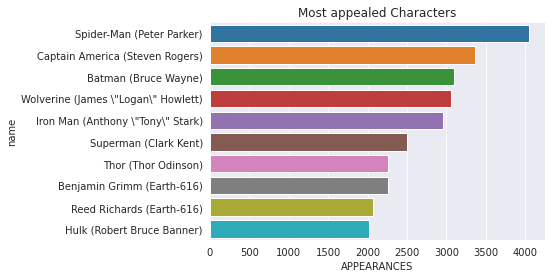 Most appealed Characters
Spider-Man (Peter Parker)
Captain America (Steven Rogers)
Batman (Bruce Wayne)
Wolverine (James \"Logan\" Howlett)
Iron Man (Anthony \"Tony\" Stark)
Superman (Clark Kent)
Thor (Thor Odinson)
Benjamin Grimm (Earth-616)
Reed Richards (Earth-616)
Hulk (Robert Bruce Banner)
name
0 500 1000 1500 2000 2500 3000 3500 4000
APPEARANCES